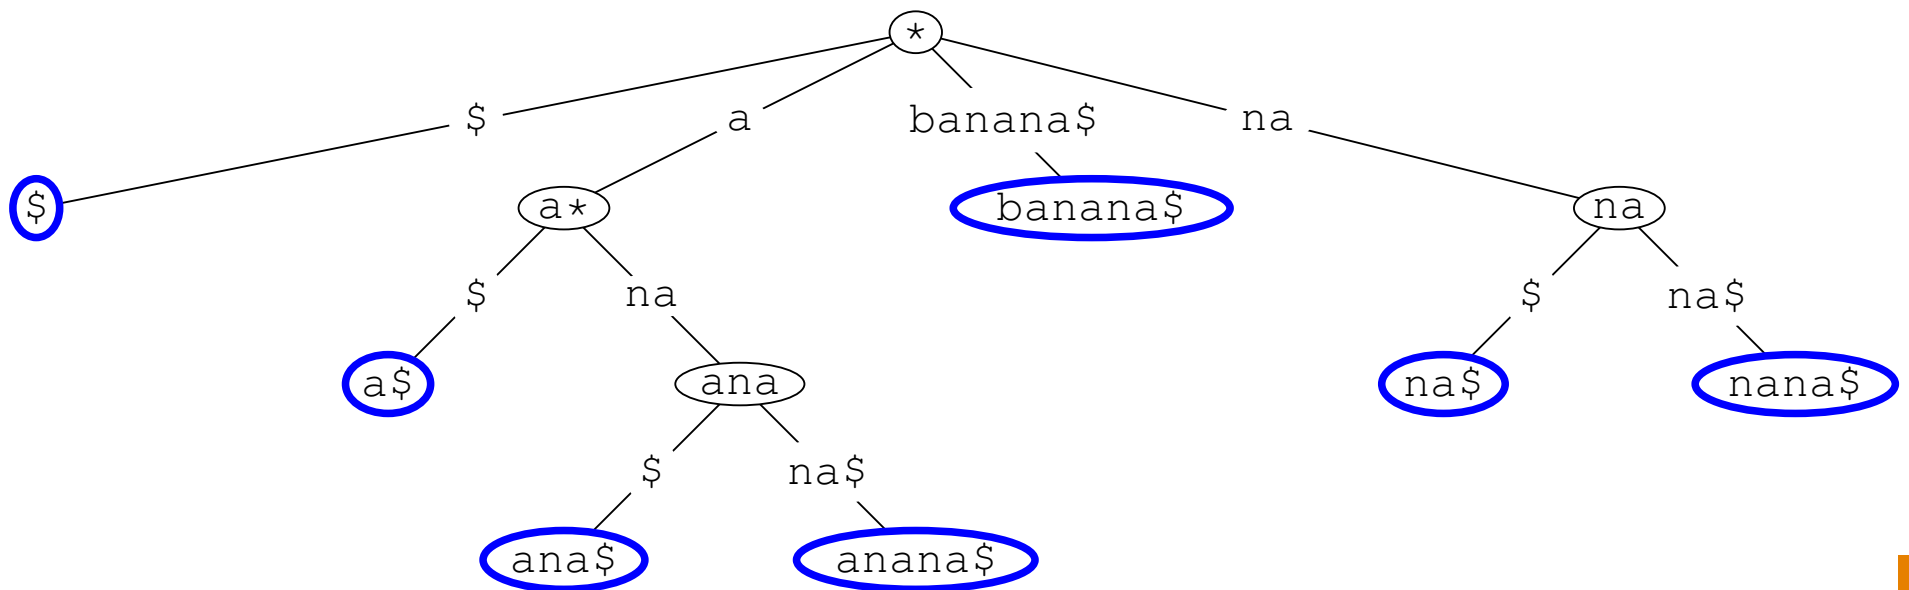 *
$ a banana$ na
$ a* banana$ na
$ na $ na$
a$ ana na$ nana$
$ na$
ana$ anana$